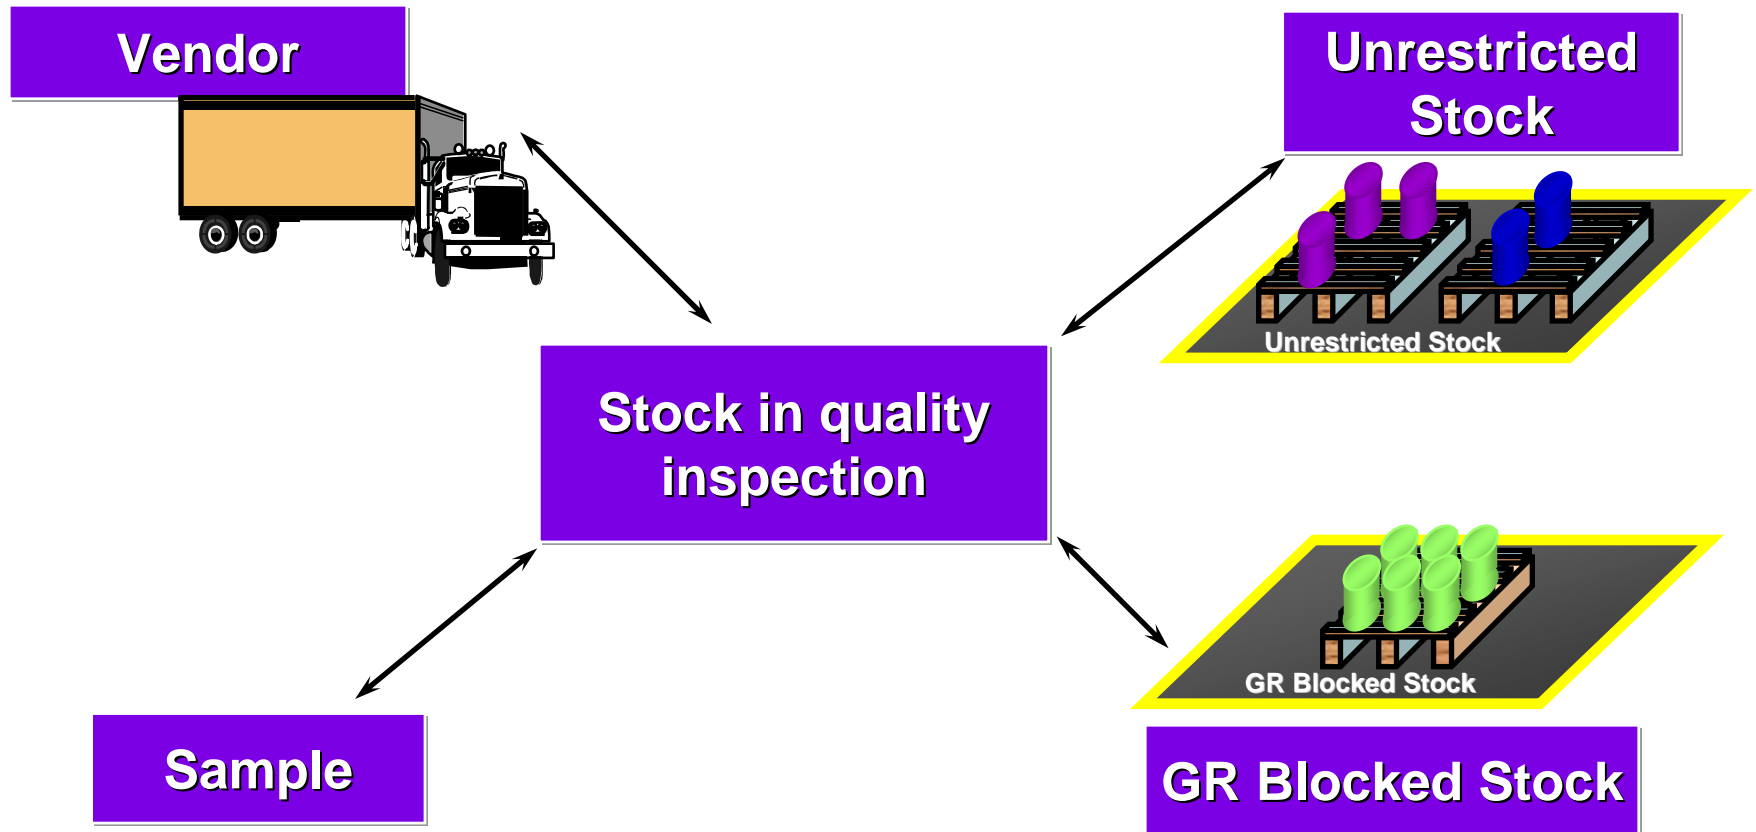 Vendor
Unrestricted
Stock
Unrestricted Stock
Stock in quality
inspection
GR Blocked Stock
Sample
GR Blocked Stock